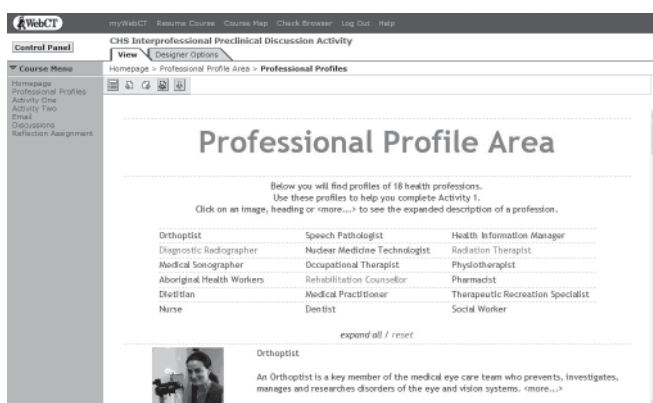 WebCT
myWebCT Resume Course Course Map Check Browser Log Out Help
Control Panel
CHS Interprofessional Preclinical Discussion Activity
View Designer Options
Course Menu
Homepage > Professional Profile Area > Professional Profiles
Homepage
Professional Profiles
Activity One
Activity Two
Email
Discussions
Reflection Assignment
Professional Profile Area
Below you will find profiles of 18 health professions.
Use these profiles to help you complete Activity 1.
Click on an image, heading or <more...> to see the expanded description of a profession.
Orthoptist Speech Pathologist Health Information Manager
Diagnostic Radiographer Nuclear Medicine Technologist Radiation Therapist
Medical Sonographer Occupational Therapist Physiotherapist
Aboriginal Health Workers Rehabilitation Counsellor Pharmacist
Dietitian Medical Practitioner Therapeutic Recreation Specialist
Nurse Dentist Social Worker
expand all / reset
Orthoptist
An Orthoptist is a key member of the medical eye care team who prevents, investigates,
manages and researches disorders of the eye and vision systems. <more...>